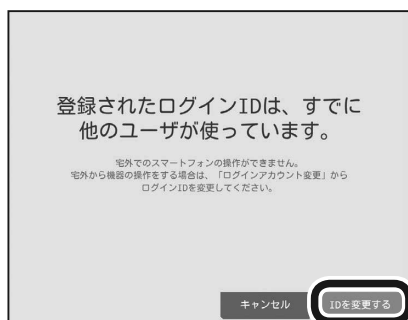 登録されたログインIDは、すでに
他のユーザが使っています。
宅外でのスマートフォンの操作ができません。
宅外から機器の操作をする場合は、「ログインアカウント変更」から
ログインIDを変更してください。
キャンセル
IDを変更する